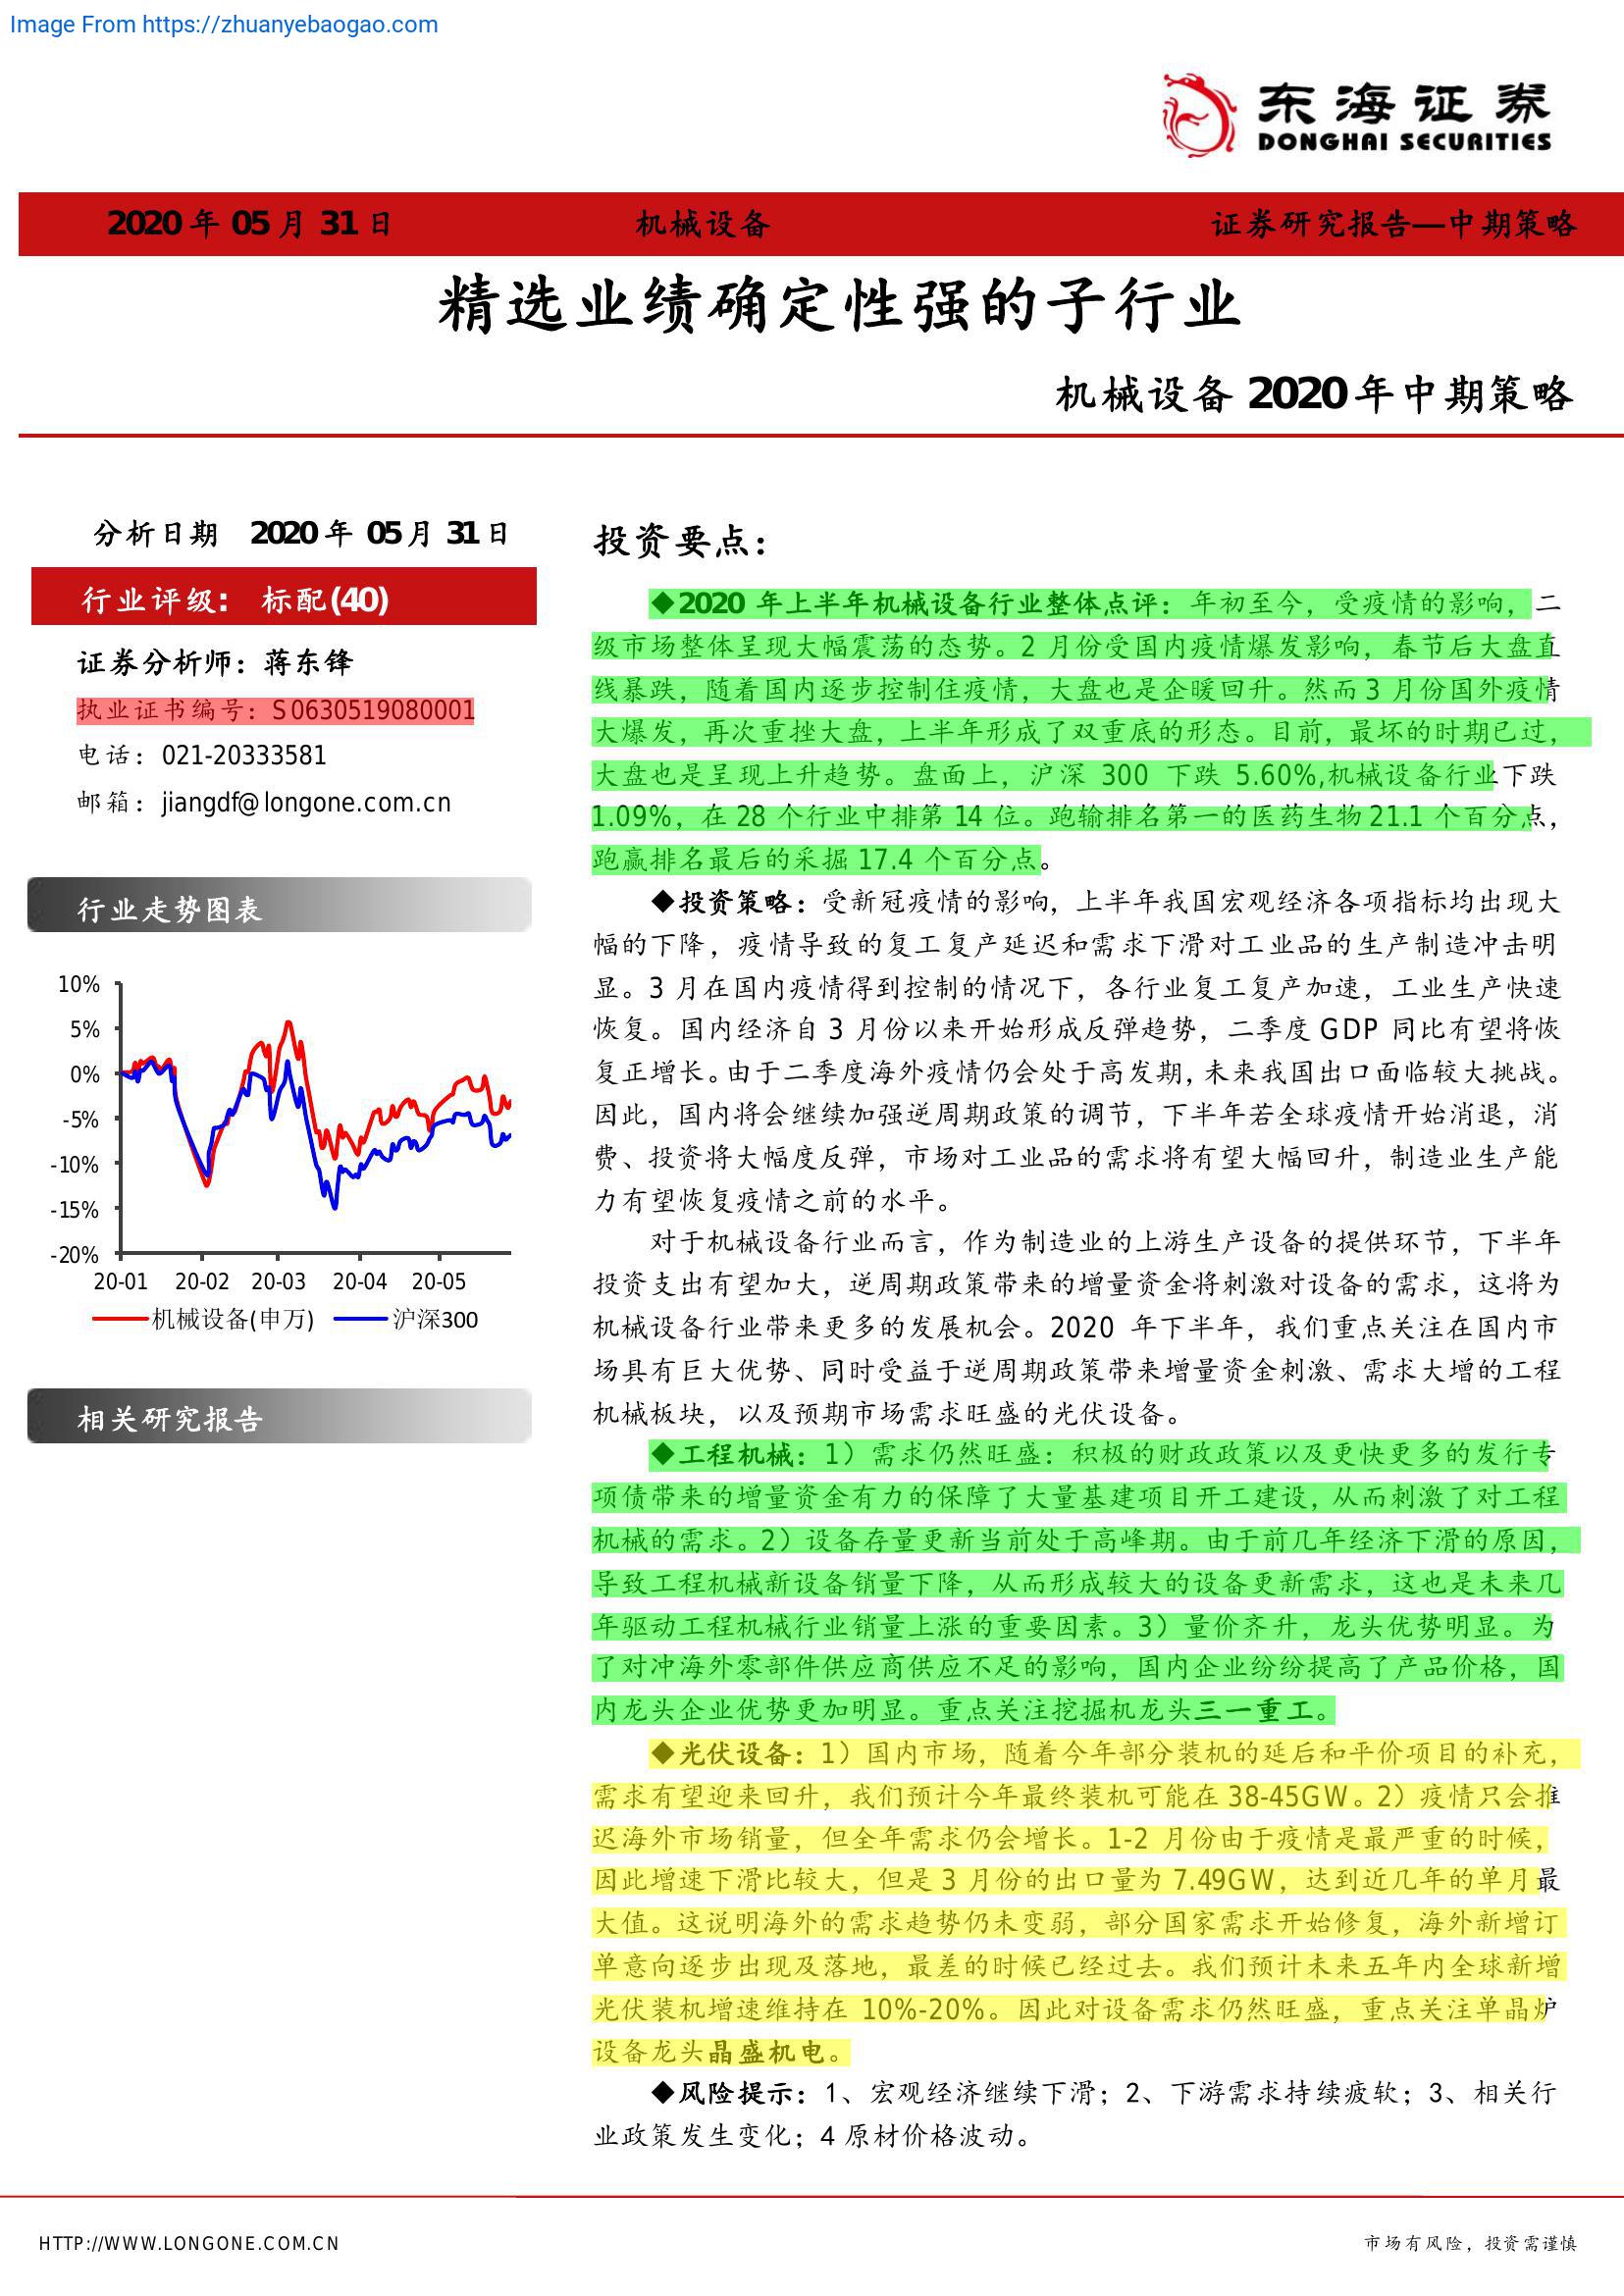 Image From https://zhuanyebaogao.com
东海证券
DONGHAI SECURITIES
2020 年 05 月 31 日 机械设备 证券研究报告—中期策略
精选业绩确定性强的子行业
机械设备 2020 年中期策略
分析日期 2020 年 05 月 31 日
行业评级: 标配(40)
证券分析师：蒋东锋
执业证书编号：S0630519080001
电话：021-20333581
邮箱：jiangdf@longone.com.cn
行业走势图表
10%
5%
0%
-5%
-10%
-15%
-20%
20-01 20-02 20-03 20-04 20-05
机械设备(申万) 沪深300
相关研究报告
投资要点：
◆2020 年上半年机械设备行业整体点评：年初至今，受疫情的影响，二
级市场整体呈现大幅震荡的态势。2 月份受国内疫情爆发影响，春节后大盘直
线暴跌，随着国内逐步控制住疫情，大盘也是企暖回升。然而 3 月份国外疫情
大爆发，再次重挫大盘，上半年形成了双重底的形态。目前，最坏的时期已过，
大盘也是呈现上升趋势。盘面上，沪深 300 下跌 5.60%,机械设备行业下跌
1.09%，在 28 个行业中排第 14 位。跑输排名第一的医药生物 21.1 个百分点，
跑赢排名最后的采掘 17.4 个百分点。
◆投资策略：受新冠疫情的影响，上半年我国宏观经济各项指标均出现大
幅的下降，疫情导致的复工复产延迟和需求下滑对工业品的生产制造冲击明
显。3 月在国内疫情得到控制的情况下，各行业复工复产加速，工业生产快速
恢复。国内经济自 3 月份以来开始形成反弹趋势，二季度 GDP 同比有望将恢
复正增长。由于二季度海外疫情仍会处于高发期，未来我国出口面临较大挑战。
因此，国内将会继续加强逆周期政策的调节，下半年若全球疫情开始消退，消
费、投资将大幅度反弹，市场对工业品的需求将有望大幅回升，制造业生产能
力有望恢复疫情之前的水平。
对于机械设备行业而言，作为制造业的上游生产设备的提供环节，下半年
投资支出有望加大，逆周期政策带来的增量资金将刺激对设备的需求，这将为
机械设备行业带来更多的发展机会。2020 年下半年，我们重点关注在国内市
场具有巨大优势、同时受益于逆周期政策带来增量资金刺激、需求大增的工程
机械板块，以及预期市场需求旺盛的光伏设备。
◆工程机械：1）需求仍然旺盛：积极的财政政策以及更快更多的发行专
项债带来的增量资金有力的保障了大量基建项目开工建设，从而刺激了对工程
机械的需求。2）设备存量更新当前处于高峰期。由于前几年经济下滑的原因，
导致工程机械新设备销量下降，从而形成较大的设备更新需求，这也是未来几
年驱动工程机械行业销量上涨的重要因素。3）量价齐升，龙头优势明显。为
了对冲海外零部件供应商供应不足的影响，国内企业纷纷提高了产品价格，国
内龙头企业优势更加明显。重点关注挖掘机龙头三一重工。
◆光伏设备：1）国内市场，随着今年部分装机的延后和平价项目的补充，
需求有望迎来回升，我们预计今年最终装机可能在 38-45GW。2）疫情只会推
迟海外市场销量，但全年需求仍会增长。1-2 月份由于疫情是最严重的时候，
因此增速下滑比较大，但是 3 月份的出口量为 7.49GW，达到近几年的单月最
大值。这说明海外的需求趋势仍未变弱，部分国家需求开始修复，海外新增订
单意向逐步出现及落地，最差的时候已经过去。我们预计未来五年内全球新增
光伏装机增速维持在 10%-20%。因此对设备需求仍然旺盛，重点关注单晶炉
设备龙头晶盛机电。
◆风险提示：1、宏观经济继续下滑；2、下游需求持续疲软；3、相关行
业政策发生变化；4 原材价格波动。
HTTP://WWW.LONGONE.COM.CN 市场有风险，投资需谨慎